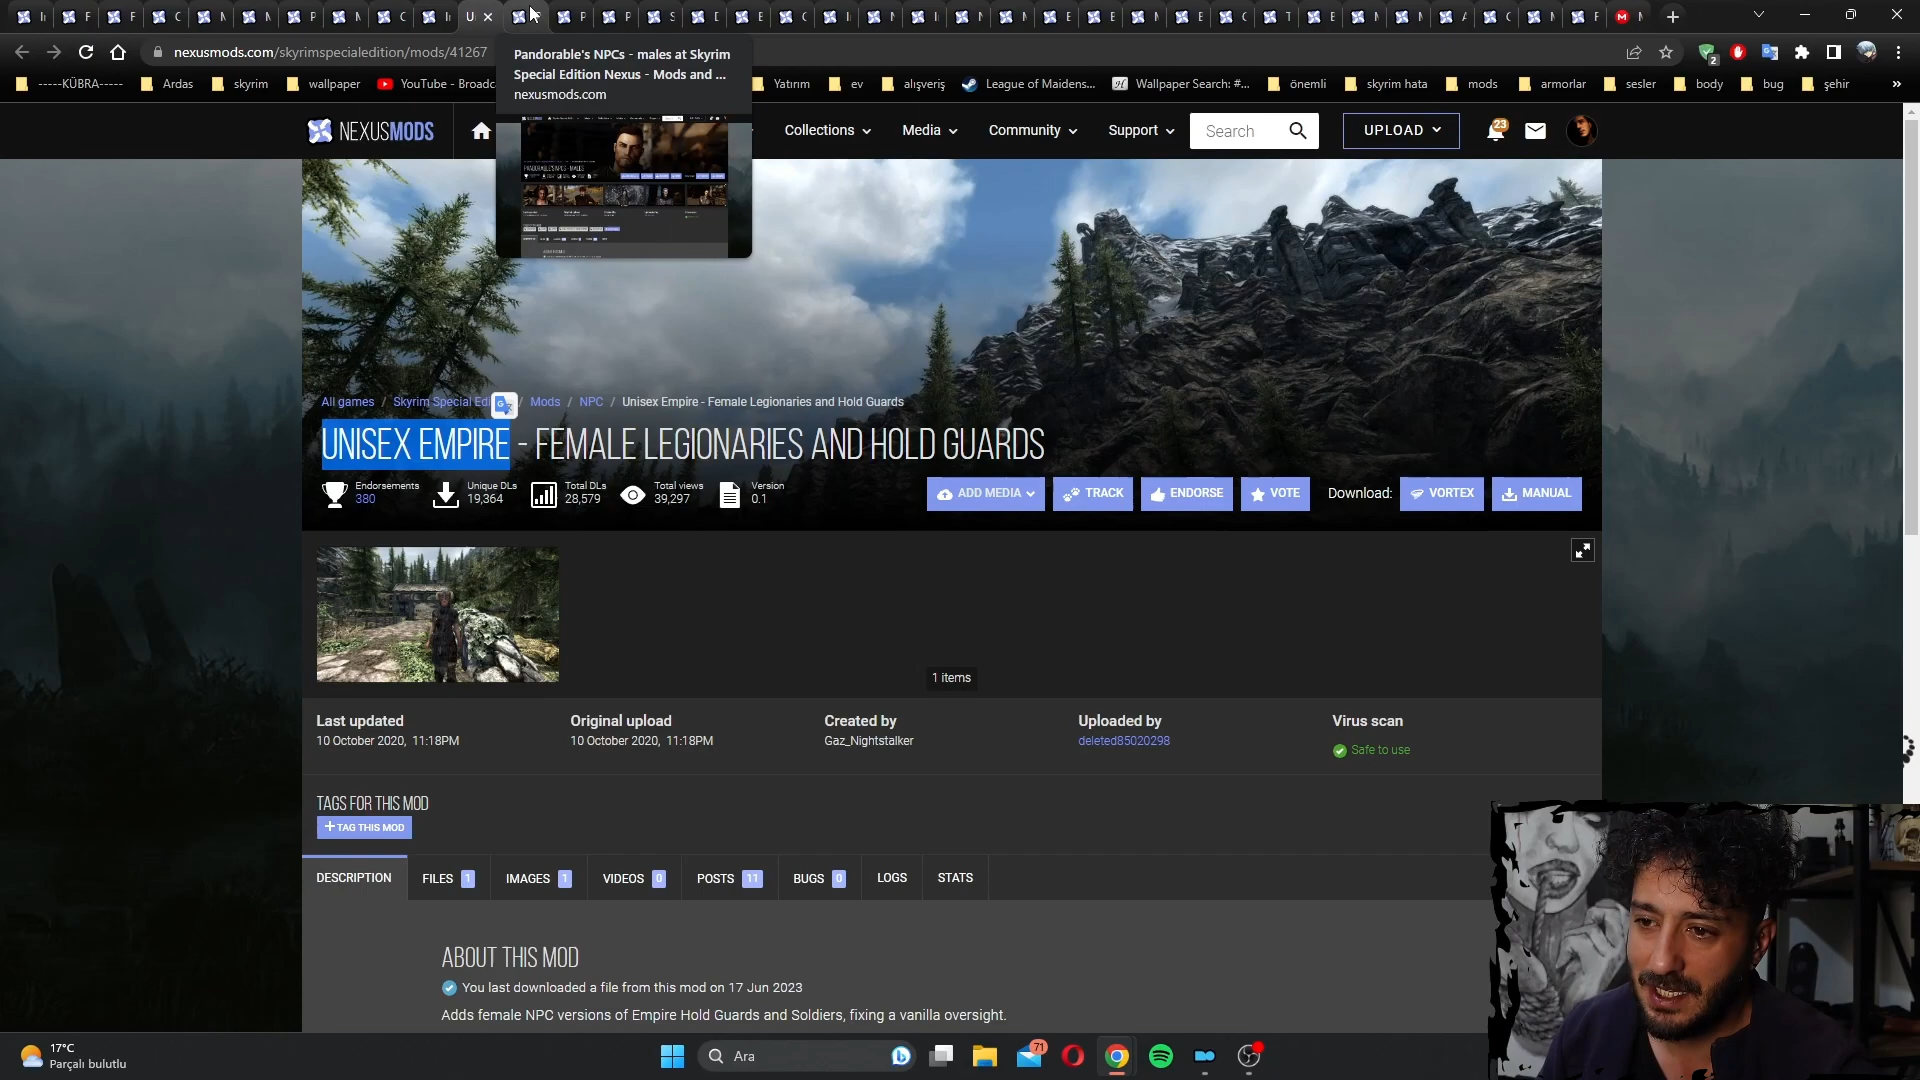 U
nexusmods.com/skyrimspecialedition/mods/41267
Pandorable's NPCs - males at Skyrim
Special Edition Nexus - Mods and ...
nexusmods.com
-----KÜBRA-----
Ardas
skyrim
wallpaper
YouTube - Broadc
Yatırım
ev
alışveriş
League of Maidens...
Wallpaper Search: #...
önemli
skyrim hata
mods
armorlar
sesler
body
bug
şehir
»
NEXUSMODS
Collections
Media
Community
Support
Search
UPLOAD
23
All games / Skyrim Special Edi / Mods / NPC / Unisex Empire - Female Legionaries and Hold Guards
UNISEX EMPIRE - FEMALE LEGIONARIES AND HOLD GUARDS
Endorsements
380
Unique DLs
19,364
Total DLs
28,579
Total views
39,297
Version
0.1
ADD MEDIA
TRACK
ENDORSE
VOTE
Download:
VORTEX
MANUAL
1 items
Last updated
10 October 2020, 11:18PM
Original upload
10 October 2020, 11:18PM
Created by
Gaz_Nightstalker
Uploaded by
deleted85020298
Virus scan
Safe to use
TAGS FOR THIS MOD
+ TAG THIS MOD
DESCRIPTION
FILES 1
IMAGES 1
VIDEOS 0
POSTS 11
BUGS 0
LOGS
STATS
ABOUT THIS MOD
You last downloaded a file from this mod on 17 Jun 2023
Adds female NPC versions of Empire Hold Guards and Soldiers, fixing a vanilla oversight.
17°C
Parçalı bulutlu
Ara
71